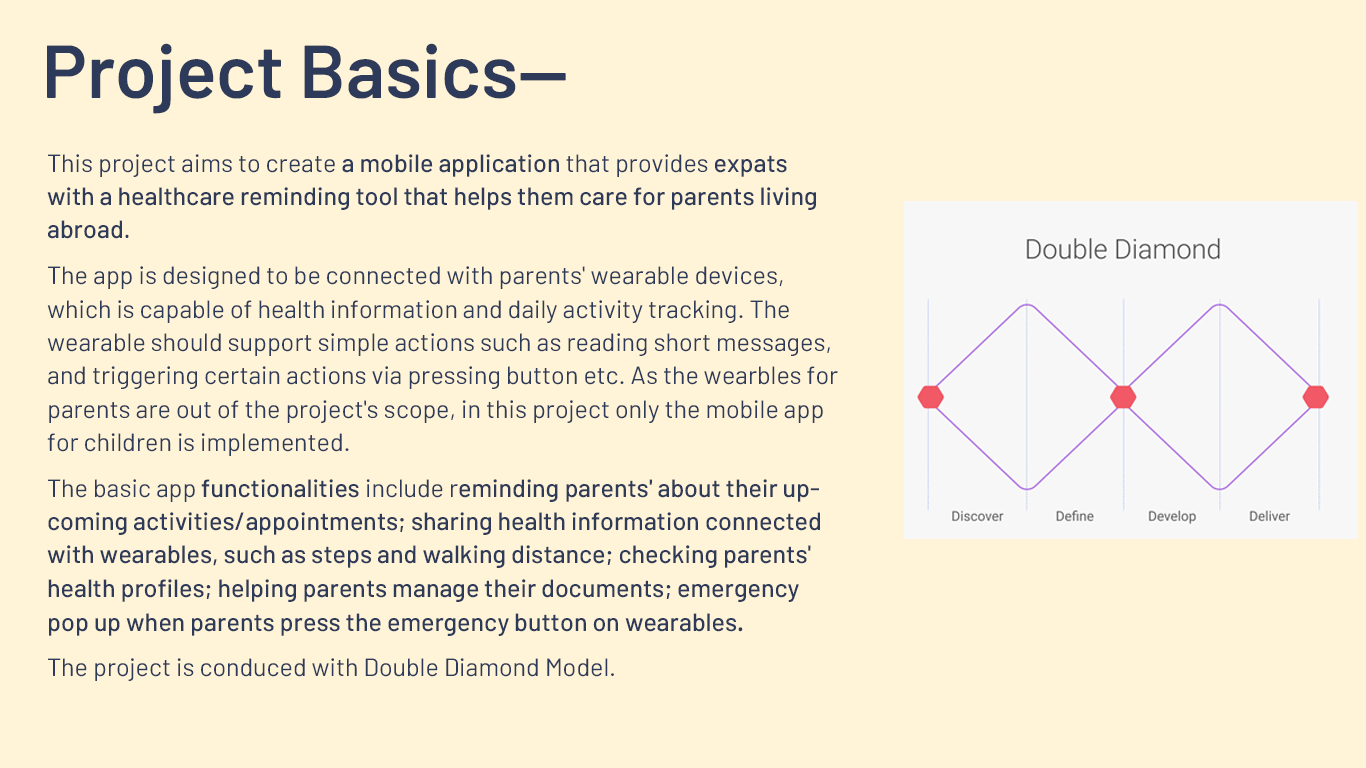 Project Basics—
This project aims to create a mobile application that provides expats
with a healthcare reminding tool that helps them care for parents living
abroad.
The app is designed to be connected with parents' wearable devices,
which is capable of health information and daily activity tracking. The
wearable should support simple actions such as reading short messages,
and triggering certain actions via pressing button etc. As the wearbles for
parents are out of the project's scope, in this project only the mobile app
for children is implemented.
The basic app functionalities include reminding parents' about their up-
coming activities/appointments; sharing health information connected
with wearables, such as steps and walking distance; checking parents'
health profiles; helping parents manage their documents; emergency
pop up when parents press the emergency button on wearables.
The project is conduced with Double Diamond Model.
Double Diamond
Discover
Define
Develop
Deliver